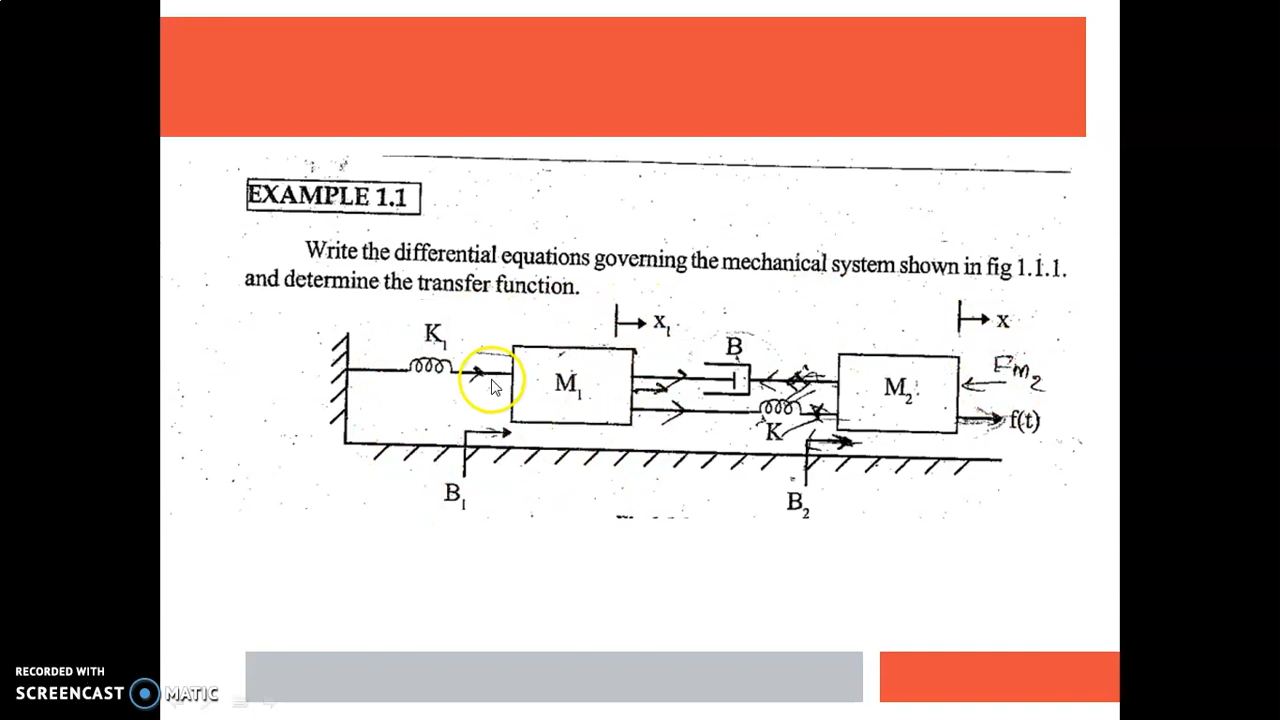 EXAMPLE 1.1
Write the differential equations governing the mechanical system shown in fig 1.1.1.
and determine the transfer function.
K₁
x₁
x
B
M₁
M₂
Fm₂
K
f(t)
B₁
B₂
RECORDED WITH
SCREENCAST MATIC